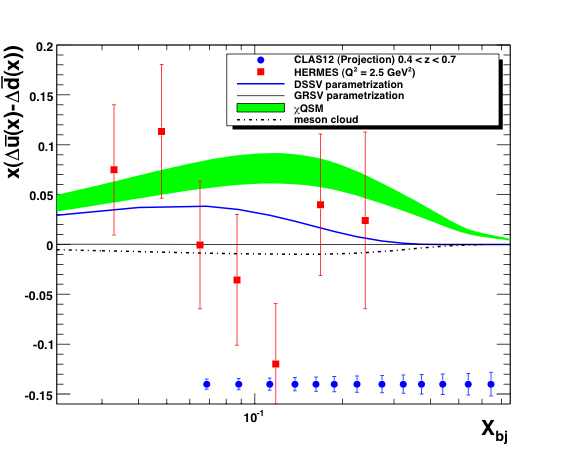 x(Δu̅(x)-Δd̅(x))
0.2
0.15
0.1
0.05
0
-0.05
-0.1
-0.15
CLAS12 (Projection) 0.4 < z < 0.7
HERMES (Q² = 2.5 GeV²)
DSSV parametrization
GRSV parametrization
χQSM
meson cloud
10⁻¹
X_bj